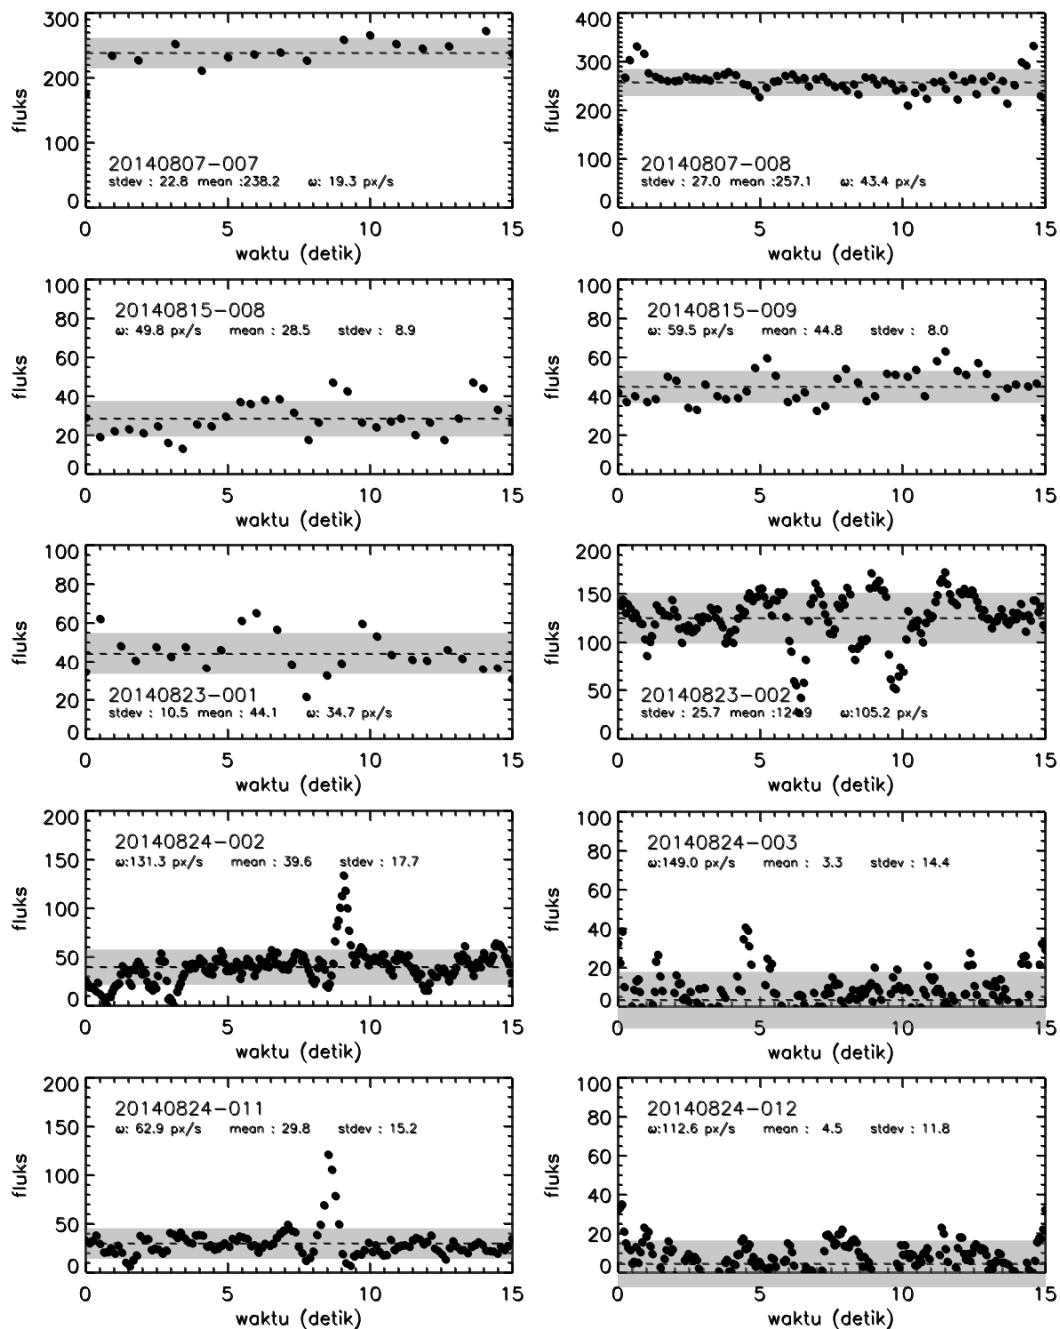 300
200
100
0
fluks
20140807-007
stdev : 22.8 mean :238.2 ω: 19.3 px/s
0 5 10 15
waktu (detik)
400
300
200
100
0
fluks
20140807-008
stdev : 27.0 mean :257.1 ω: 43.4 px/s
0 5 10 15
waktu (detik)
100
80
60
40
20
0
fluks
20140815-008
ω: 49.8 px/s mean : 28.5 stdev : 8.9
0 5 10 15
waktu (detik)
100
80
60
40
20
0
fluks
20140815-009
ω: 59.5 px/s mean : 44.8 stdev : 8.0
0 5 10 15
waktu (detik)
100
80
60
40
20
0
fluks
20140823-001
stdev : 10.5 mean : 44.1 ω: 34.7 px/s
0 5 10 15
waktu (detik)
200
150
100
50
0
fluks
20140823-002
stdev : 25.7 mean :124.9 ω:105.2 px/s
0 5 10 15
waktu (detik)
200
150
100
50
0
fluks
20140824-002
ω:131.3 px/s mean : 39.6 stdev : 17.7
0 5 10 15
waktu (detik)
100
80
60
40
20
0
fluks
20140824-003
ω:149.0 px/s mean : 3.3 stdev : 14.4
0 5 10 15
waktu (detik)
200
150
100
50
0
fluks
20140824-011
ω: 62.9 px/s mean : 29.8 stdev : 15.2
0 5 10 15
waktu (detik)
100
80
60
40
20
0
fluks
20140824-012
ω:112.6 px/s mean : 4.5 stdev : 11.8
0 5 10 15
waktu (detik)